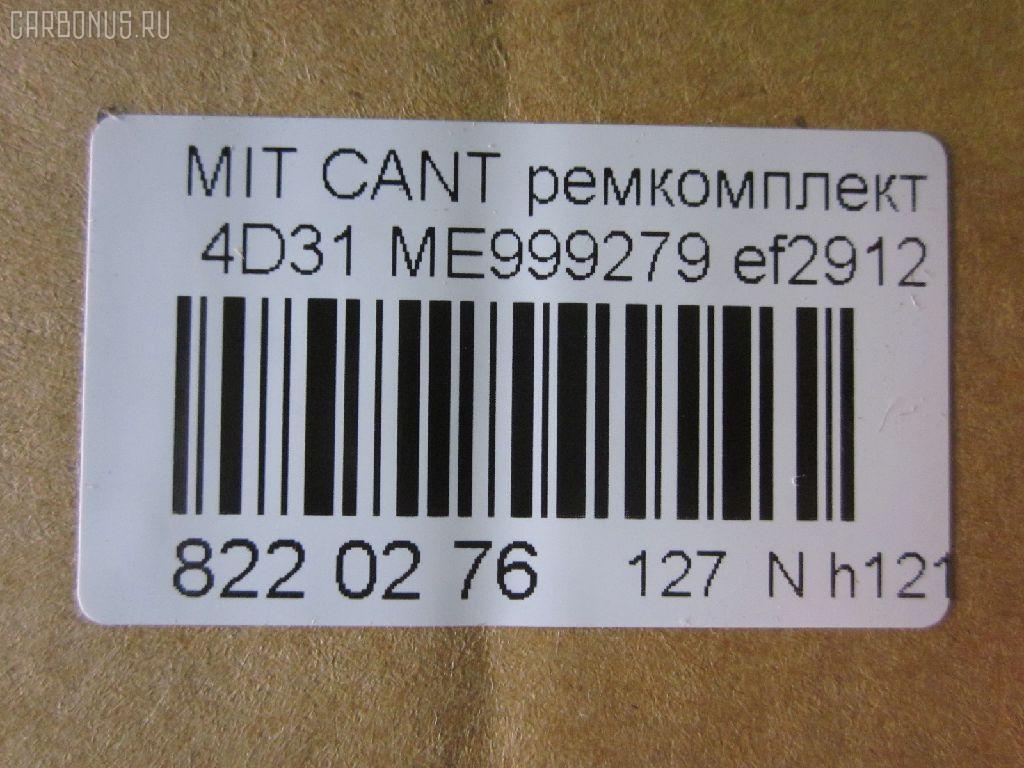 CARBONUS.RU
MIT CANT ремкомплект
4D31 ME999279 ef2912
822 02 76 127 N h121